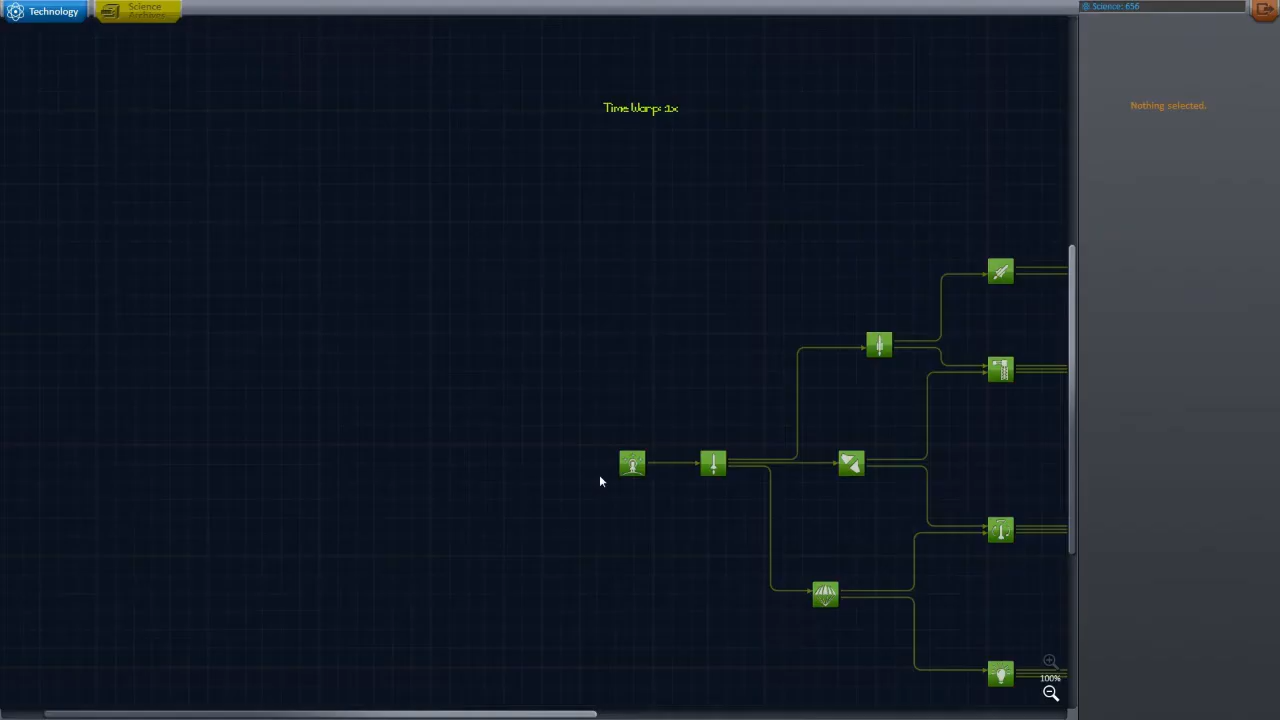 Technology
Science
Archives
Science: 656
Time Warp: 1x
Nothing selected.
100%